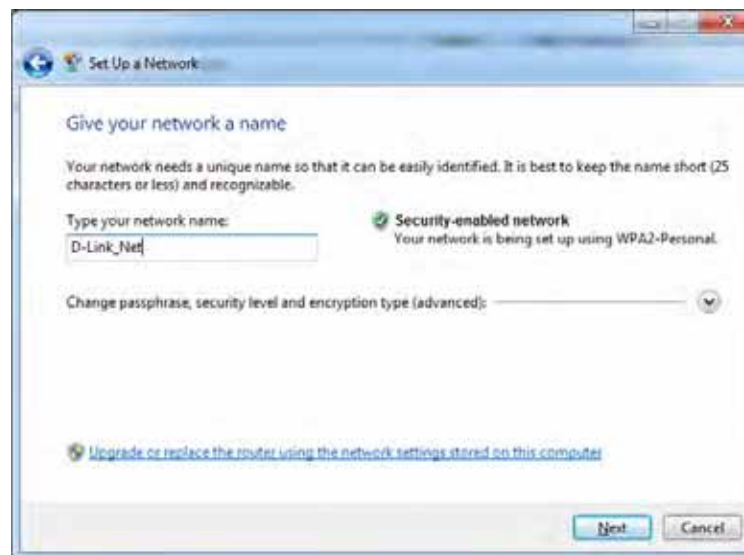 Set Up a Network
Give your network a name
Your network needs a unique name so that it can be easily identified. It is best to keep the name short (25
characters or less) and recognizable.
Type your network name:
D-Link_Net
Security-enabled network
Your network is being set up using WPA2-Personal.
Change passphrase, security level and encryption type (advanced):
Upgrade or replace the router using the network settings stored on this computer
Next
Cancel